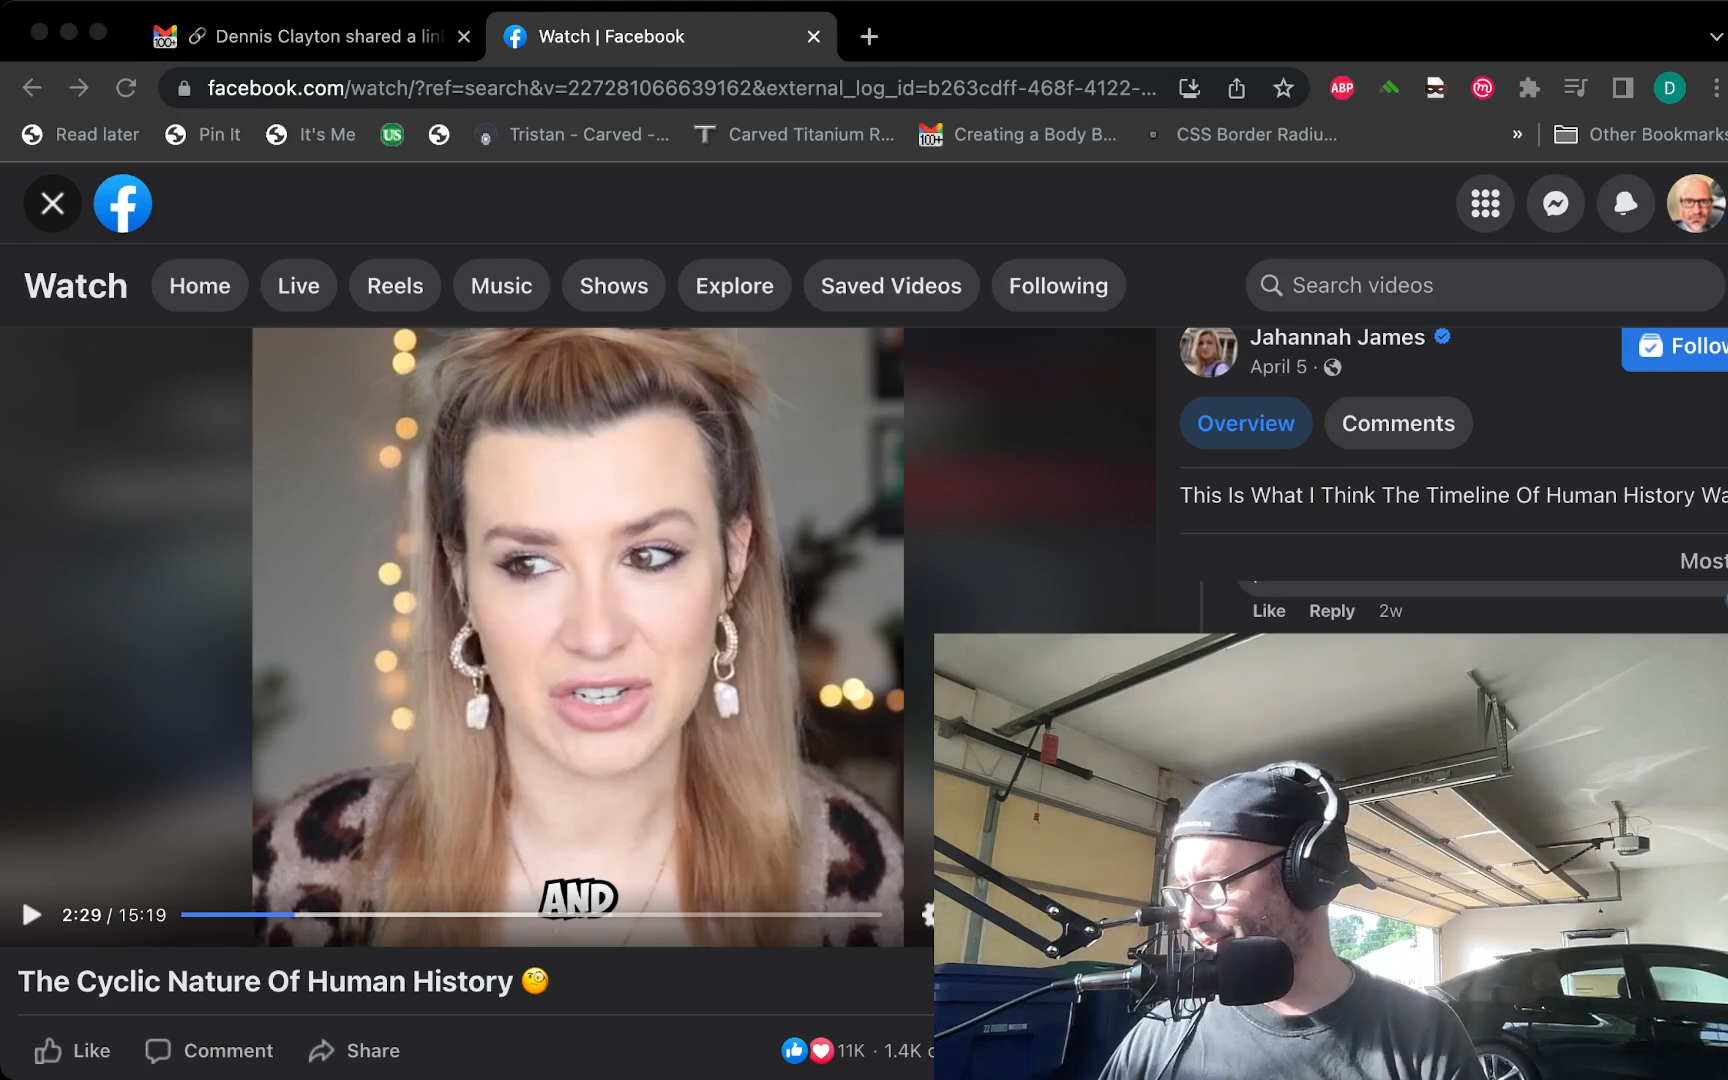 Dennis Clayton shared a lin
Watch | Facebook
facebook.com/watch/?ref=search&v=227281066639162&external_log_id=b263cdff-468f-4122-...
ABP
D
Read later
Pin It
It's Me
US
Tristan - Carved -...
Carved Titanium R...
100+
Creating a Body B...
CSS Border Radiu...
»
Other Bookmarks
Watch
Home
Live
Reels
Music
Shows
Explore
Saved Videos
Following
Search videos
Jahannah James
April 5 ·
Follow
Overview
Comments
This Is What I Think The Timeline Of Human History Wa
Most
Like Reply 2w
AND
2:29 / 15:19
The Cyclic Nature Of Human History
Like
Comment
Share
11K · 1.4K c